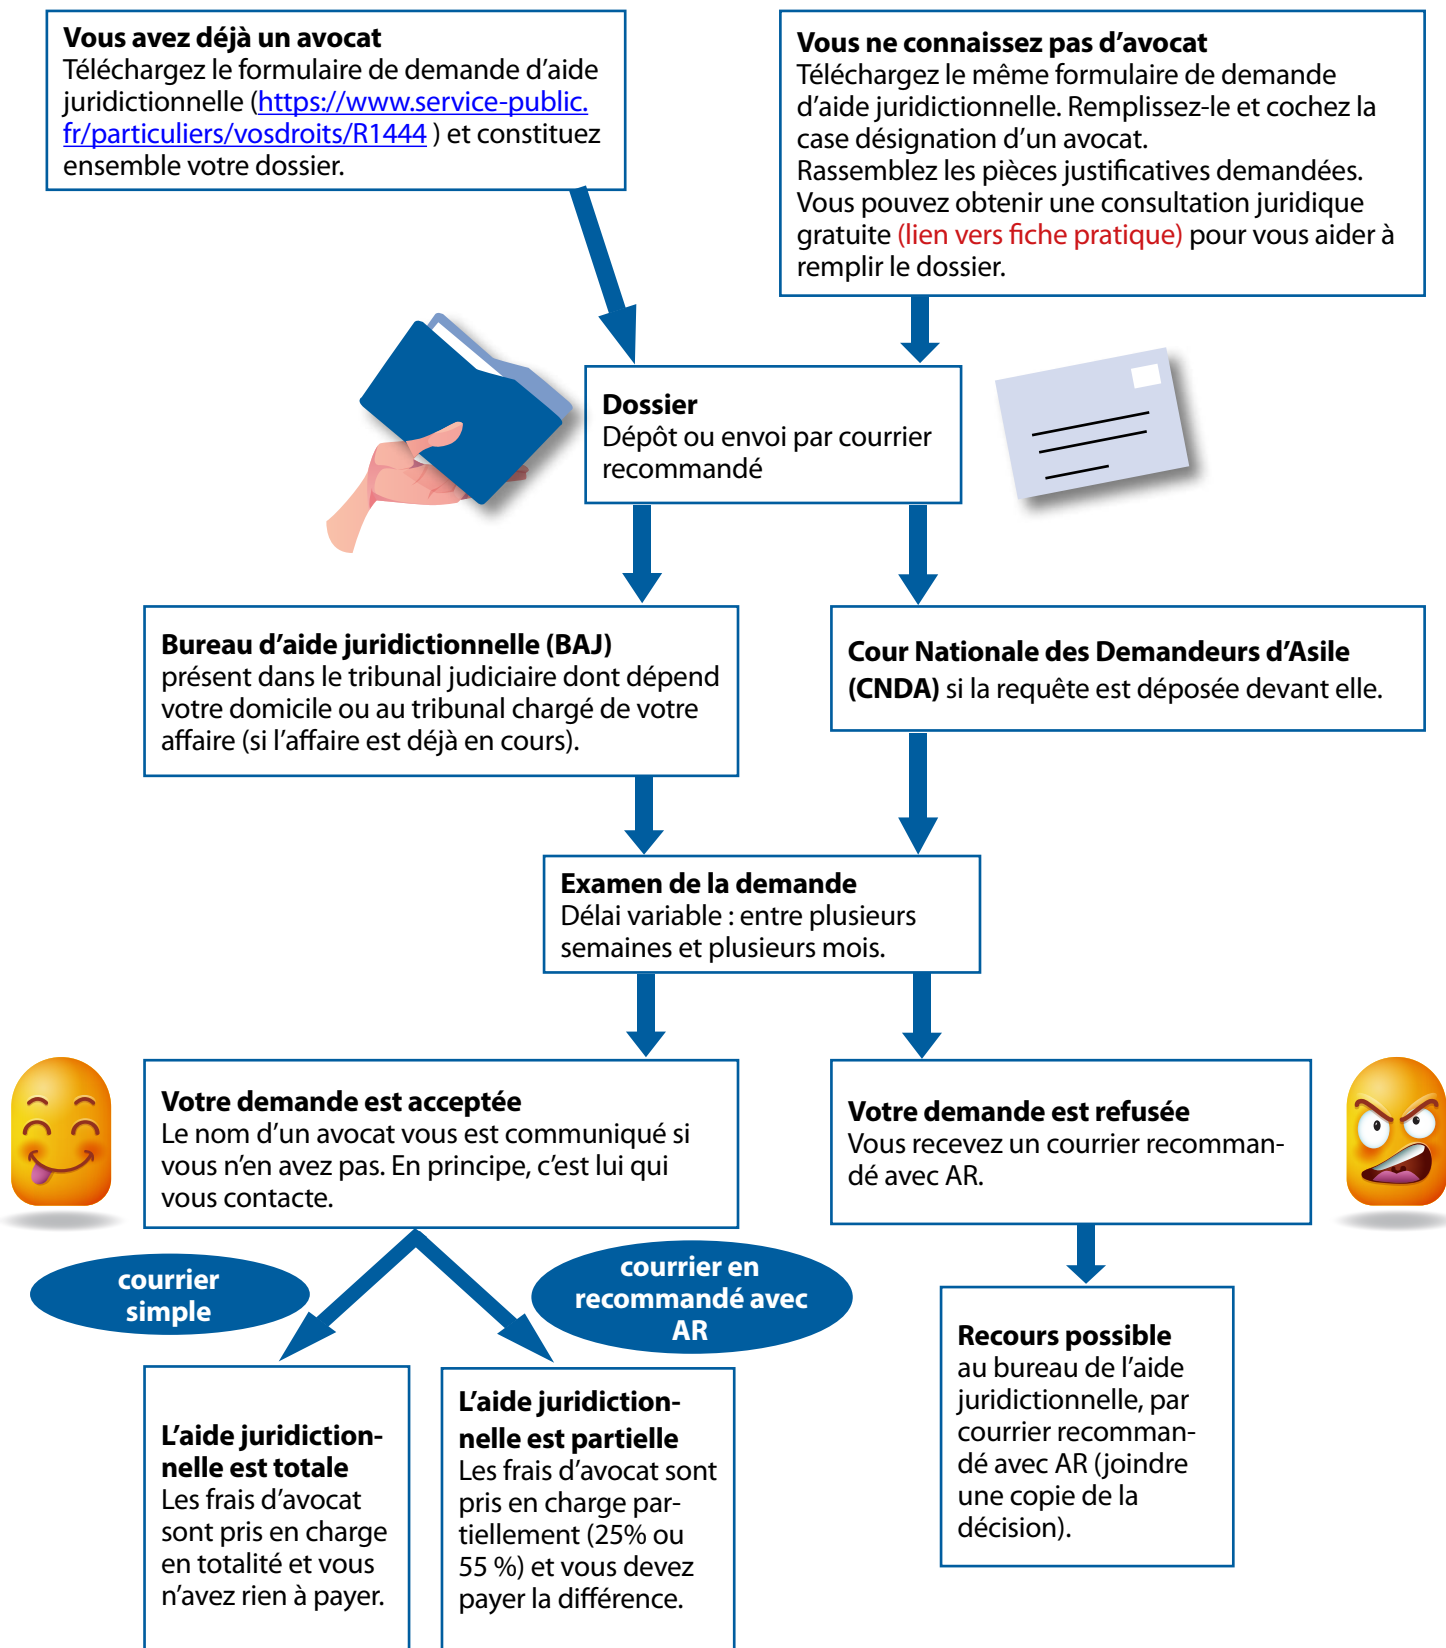 Vous avez déjà un avocat
Téléchargez le formulaire de demande d’aide
juridictionnelle (https://www.service-public.
fr/particuliers/vosdroits/R1444 ) et constituez
ensemble votre dossier.
Vous ne connaissez pas d’avocat
Téléchargez le même formulaire de demande
d’aide juridictionnelle. Remplissez-le et cochez la
case désignation d’un avocat.
Rassemblez les pièces justificatives demandées.
Vous pouvez obtenir une consultation juridique
gratuite (lien vers fiche pratique) pour vous aider à
remplir le dossier.
Dossier
Dépôt ou envoi par courrier
recommandé
Bureau d’aide juridictionnelle (BAJ)
présent dans le tribunal judiciaire dont dépend
votre domicile ou au tribunal chargé de votre
affaire (si l’affaire est déjà en cours).
Cour Nationale des Demandeurs d’Asile
(CNDA) si la requête est déposée devant elle.
Examen de la demande
Délai variable : entre plusieurs
semaines et plusieurs mois.
Votre demande est acceptée
Le nom d’un avocat vous est communiqué si
vous n’en avez pas. En principe, c’est lui qui
vous contacte.
Votre demande est refusée
Vous recevez un courrier recomman-
dé avec AR.
courrier
simple
courrier en
recommandé avec
AR
L’aide juridiction-
nelle est totale
Les frais d’avocat
sont pris en charge
en totalité et vous
n’avez rien à payer.
L’aide juridiction-
nelle est partielle
Les frais d’avocat sont
pris en charge par-
tiellement (25% ou
55 %) et vous devez
payer la différence.
Recours possible
au bureau de l’aide
juridictionnelle, par
courrier recomman-
dé avec AR (joindre
une copie de la
décision).